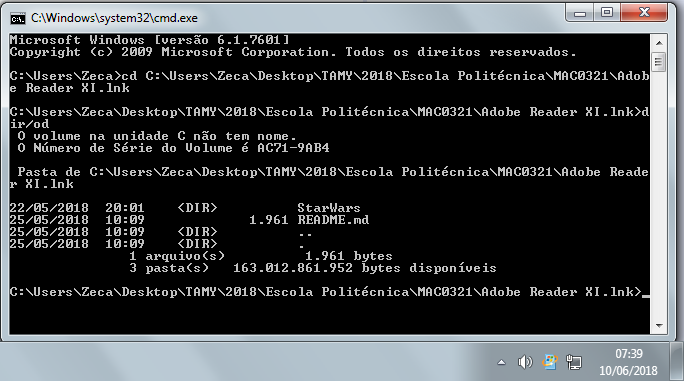 C:\Windows\system32\cmd.exe
Microsoft Windows [versão 6.1.7601]
Copyright (c) 2009 Microsoft Corporation. Todos os direitos reservados.
C:\Users\Zeca>cd C:\Users\Zeca\Desktop\TAMY\2018\Escola Politécnica\MAC0321\Adob
e Reader XI.lnk
C:\Users\Zeca\Desktop\TAMY\2018\Escola Politécnica\MAC0321\Adobe Reader XI.lnk>d
ir/od
 O volume na unidade C não tem nome.
 O Número de Série do Volume é AC71-9AB4
 Pasta de C:\Users\Zeca\Desktop\TAMY\2018\Escola Politécnica\MAC0321\Adobe Reade
r XI.lnk
22/05/2018  20:01    <DIR>          StarWars
25/05/2018  10:09             1.961 README.md
25/05/2018  10:09    <DIR>          ..
25/05/2018  10:09    <DIR>          .
               1 arquivo(s)          1.961 bytes
               3 pasta(s)   163.012.861.952 bytes disponíveis
C:\Users\Zeca\Desktop\TAMY\2018\Escola Politécnica\MAC0321\Adobe Reader XI.lnk>_
07:39
10/06/2018